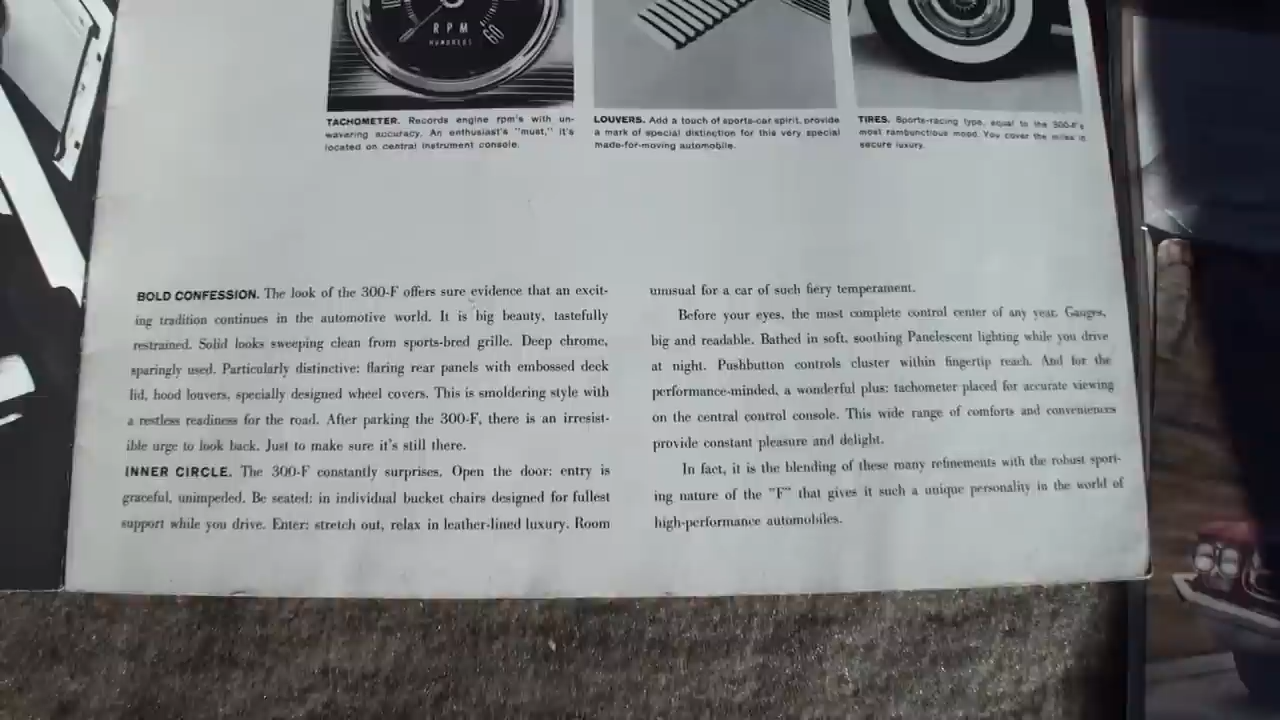 RPM
HUNDREDS
60
TACHOMETER. Records engine rpm's with un-
wavering accuracy. An enthusiast's "must," it's
located on central instrument console.
LOUVERS. Add a touch of sports-car spirit, provide
a mark of special distinction for this very special
made-for-moving automobile.
TIRES. Sports-racing type, equal to the 300-F's
most rambunctious mood. You cover the miles in
secure luxury.
BOLD CONFESSION. The look of the 300-F offers sure evidence that an excit-
ing tradition continues in the automotive world. It is big beauty, tastefully
restrained. Solid looks sweeping clean from sports-bred grille. Deep chrome,
sparingly used. Particularly distinctive: flaring rear panels with embossed deck
lid, hood louvers, specially designed wheel covers. This is smoldering style with
a restless readiness for the road. After parking the 300-F, there is an irresist-
ible urge to look back. Just to make sure it's still there.
INNER CIRCLE. The 300-F constantly surprises. Open the door: entry is
graceful, unimpeded. Be seated: in individual bucket chairs designed for fullest
support while you drive. Enter: stretch out, relax in leather-lined luxury. Room
unusual for a car of such fiery temperament.
Before your eyes, the most complete control center of any year. Gauges,
big and readable. Bathed in soft, soothing Panelescent lighting while you drive
at night. Pushbutton controls cluster within fingertip reach. And for the
performance-minded, a wonderful plus: tachometer placed for accurate viewing
on the central control console. This wide range of comforts and conveniences
provide constant pleasure and delight.
In fact, it is the blending of these many refinements with the robust sport-
ing nature of the "F" that gives it such a unique personality in the world of
high-performance automobiles.